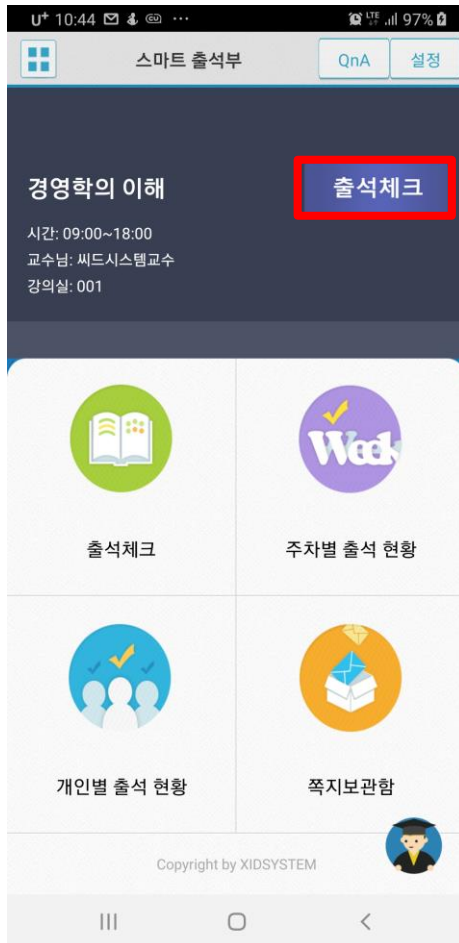 U+ 10:44 LTE 97%
스마트 출석부 QnA 설정
경영학의 이해 출석체크
시간: 09:00~18:00
교수님: 씨드시스템교수
강의실: 001
Week
출석체크 주차별 출석 현황
개인별 출석 현황 쪽지보관함
Copyright by XIDSYSTEM